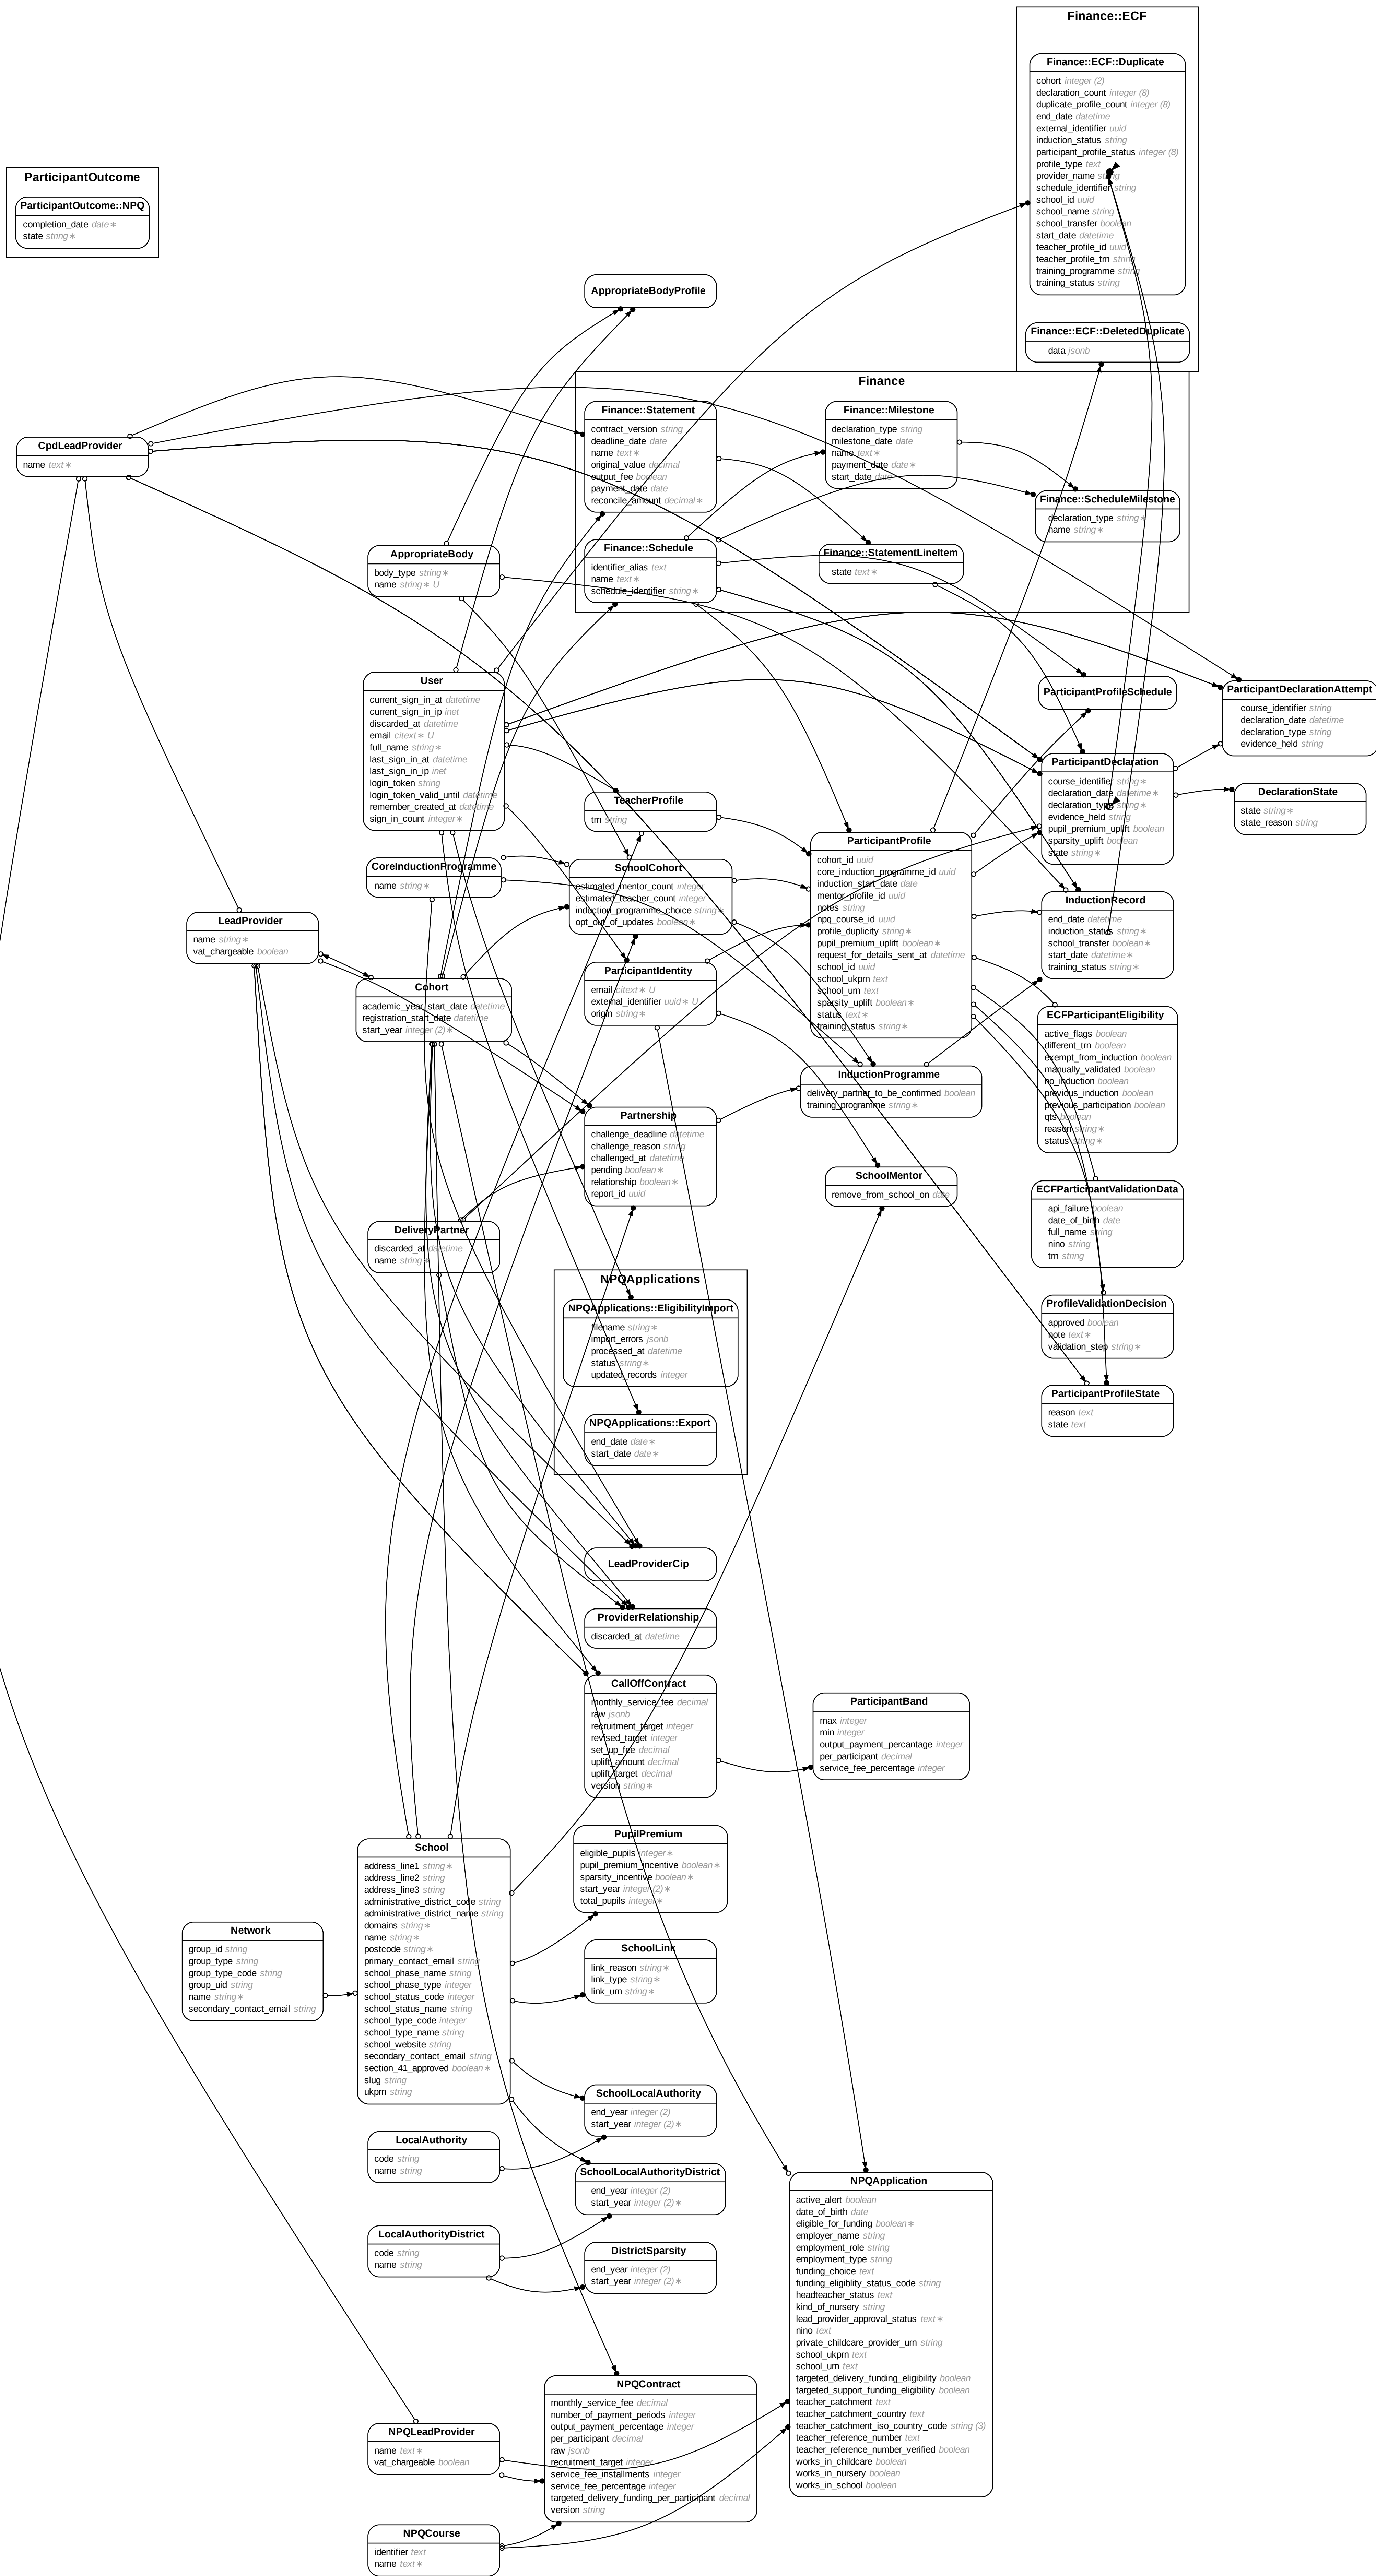 Finance::ECF
Finance::ECF::Duplicate
cohort integer (2)
declaration_count integer (8)
duplicate_profile_count integer (8)
end_date datetime
external_identifier uuid
induction_status string
participant_profile_status integer (8)
profile_type text
provider_name string
schedule_identifier string
school_id uuid
school_name string
school_transfer boolean
start_date datetime
teacher_profile_id uuid
teacher_profile_trn string
training_programme string
training_status string
Finance::ECF::DeletedDuplicate
data jsonb
ParticipantOutcome
ParticipantOutcome::NPQ
completion_date date∗
state string∗
AppropriateBodyProfile
Finance
Finance::Statement
contract_version string
deadline_date date
name text∗
original_value decimal
output_fee boolean
payment_date date
reconcile_amount decimal∗
Finance::Milestone
declaration_type string
milestone_date date
name text∗
payment_date date∗
start_date date
Finance::ScheduleMilestone
declaration_type string∗
name string∗
Finance::Schedule
identifier_alias text
name text∗
schedule_identifier string∗
Finance::StatementLineItem
state text∗
CpdLeadProvider
name text∗
AppropriateBody
body_type string∗
name string∗ U
User
current_sign_in_at datetime
current_sign_in_ip inet
discarded_at datetime
email citext∗ U
full_name string∗
last_sign_in_at datetime
last_sign_in_ip inet
login_token string
login_token_valid_until datetime
remember_created_at datetime
sign_in_count integer∗
ParticipantProfileSchedule
ParticipantDeclarationAttempt
course_identifier string
declaration_date datetime
declaration_type string
evidence_held string
ParticipantDeclaration
course_identifier string∗
declaration_date datetime∗
declaration_type string∗
evidence_held string
pupil_premium_uplift boolean
sparsity_uplift boolean
state string∗
DeclarationState
state string∗
state_reason string
TeacherProfile
trn string
CoreInductionProgramme
name string∗
SchoolCohort
estimated_mentor_count integer
estimated_teacher_count integer
induction_programme_choice string∗
opt_out_of_updates boolean∗
ParticipantProfile
cohort_id uuid
core_induction_programme_id uuid
induction_start_date date
mentor_profile_id uuid
notes string
npq_course_id uuid
profile_duplicity string∗
pupil_premium_uplift boolean∗
request_for_details_sent_at datetime
school_id uuid
school_ukprn text
school_urn text
sparsity_uplift boolean∗
status text∗
training_status string∗
InductionRecord
end_date datetime
induction_status string∗
school_transfer boolean∗
start_date datetime∗
training_status string∗
LeadProvider
name string∗
vat_chargeable boolean
Cohort
academic_year_start_date datetime
registration_start_date datetime
start_year integer (2)∗
ParticipantIdentity
email citext∗ U
external_identifier uuid∗ U
origin string∗
ECFParticipantEligibility
active_flags boolean
different_trn boolean
exempt_from_induction boolean
manually_validated boolean
no_induction boolean
previous_induction boolean
previous_participation boolean
qts boolean
reason string∗
status string∗
InductionProgramme
delivery_partner_to_be_confirmed boolean
training_programme string∗
Partnership
challenge_deadline datetime
challenge_reason string
challenged_at datetime
pending boolean∗
relationship boolean∗
report_id uuid
SchoolMentor
remove_from_school_on date
ECFParticipantValidationData
api_failure boolean
date_of_birth date
full_name string
nino string
trn string
DeliveryPartner
discarded_at datetime
name string∗
NPQApplications
NPQApplications::EligibilityImport
filename string∗
import_errors jsonb
processed_at datetime
status string∗
updated_records integer
NPQApplications::Export
end_date date∗
start_date date∗
ProfileValidationDecision
approved boolean
note text∗
validation_step string∗
ParticipantProfileState
reason text
state text
LeadProviderCip
ProviderRelationship
discarded_at datetime
CallOffContract
monthly_service_fee decimal
raw jsonb
recruitment_target integer
revised_target integer
set_up_fee decimal
uplift_amount decimal
uplift_target decimal
version string∗
ParticipantBand
max integer
min integer
output_payment_percantage integer
per_participant decimal
service_fee_percentage integer
PupilPremium
eligible_pupils integer∗
pupil_premium_incentive boolean∗
sparsity_incentive boolean∗
start_year integer (2)∗
total_pupils integer∗
School
address_line1 string∗
address_line2 string
address_line3 string
administrative_district_code string
administrative_district_name string
domains string∗
name string∗
postcode string∗
primary_contact_email string
school_phase_name string
school_phase_type integer
school_status_code integer
school_status_name string
school_type_code integer
school_type_name string
school_website string
secondary_contact_email string
section_41_approved boolean∗
slug string
ukprn string
Network
group_id string
group_type string
group_type_code string
group_uid string
name string∗
secondary_contact_email string
SchoolLink
link_reason string∗
link_type string∗
link_urn string∗
SchoolLocalAuthority
end_year integer (2)
start_year integer (2)∗
LocalAuthority
code string
name string
SchoolLocalAuthorityDistrict
end_year integer (2)
start_year integer (2)∗
LocalAuthorityDistrict
code string
name string
DistrictSparsity
end_year integer (2)
start_year integer (2)∗
NPQApplication
active_alert boolean
date_of_birth date
eligible_for_funding boolean∗
employer_name string
employment_role string
employment_type string
funding_choice text
funding_eligiblity_status_code string
headteacher_status text
kind_of_nursery string
lead_provider_approval_status text∗
nino text
private_childcare_provider_urn string
school_ukprn text
school_urn text
targeted_delivery_funding_eligibility boolean
targeted_support_funding_eligibility boolean
teacher_catchment text
teacher_catchment_country text
teacher_catchment_iso_country_code string (3)
teacher_reference_number text
teacher_reference_number_verified boolean
works_in_childcare boolean
works_in_nursery boolean
works_in_school boolean
NPQContract
monthly_service_fee decimal
number_of_payment_periods integer
output_payment_percentage integer
per_participant decimal
raw jsonb
recruitment_target integer
service_fee_installments integer
service_fee_percentage integer
targeted_delivery_funding_per_participant decimal
version string
NPQLeadProvider
name text∗
vat_chargeable boolean
NPQCourse
identifier text
name text∗